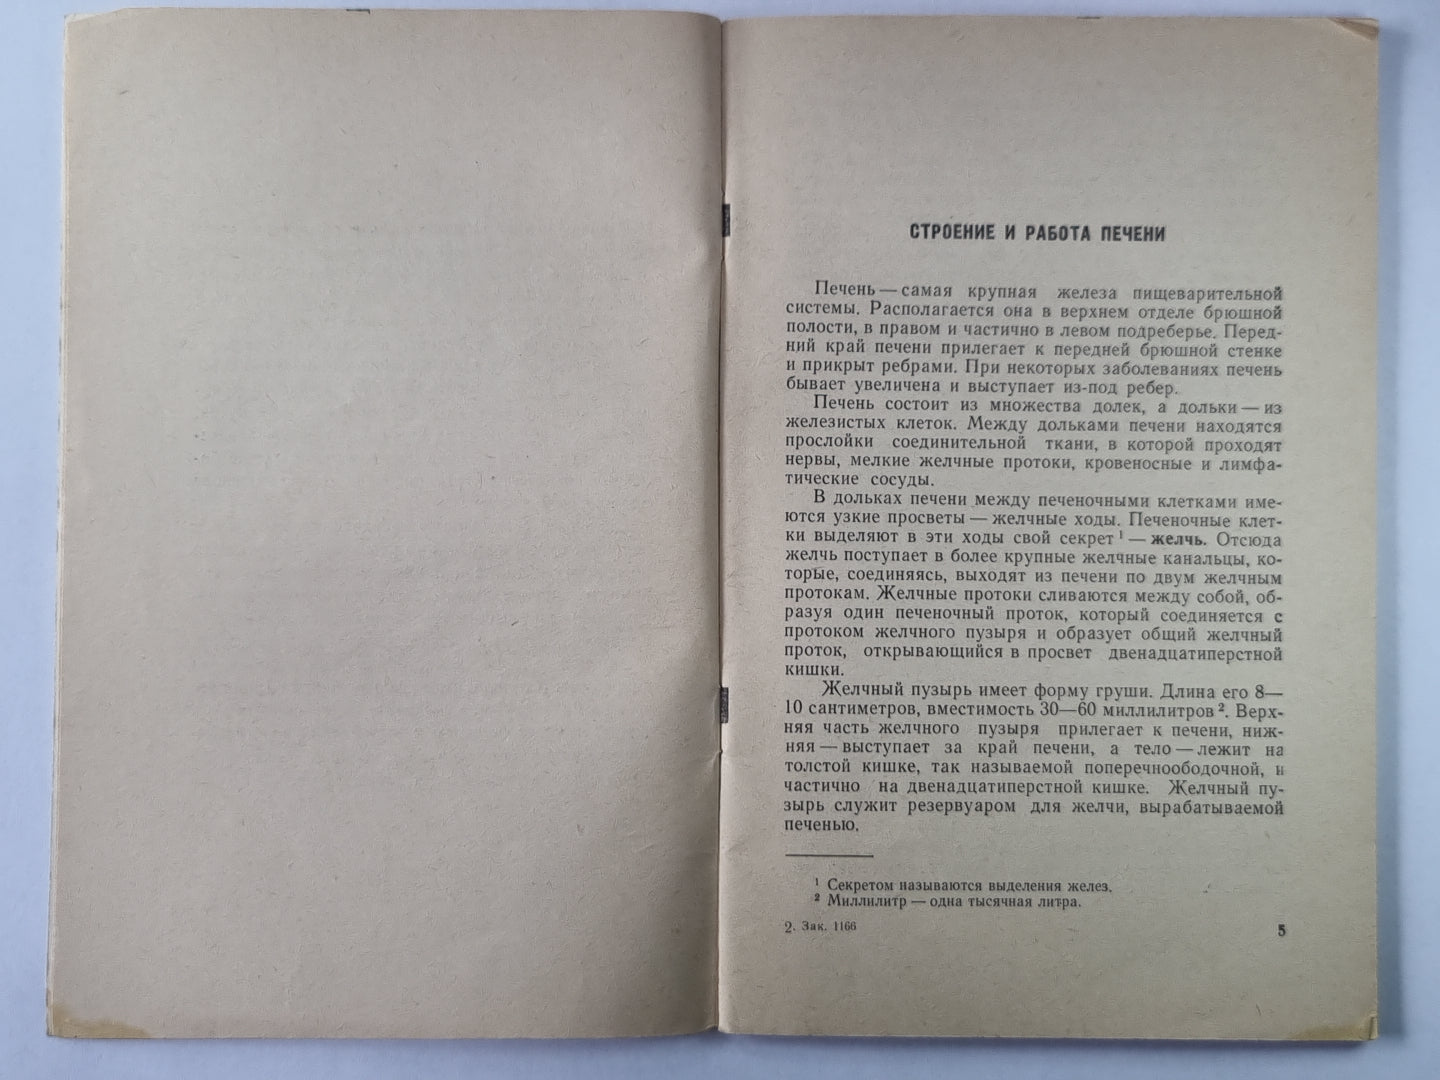 СТРОЕНИЕ И РАБОТА ПЕЧЕНИ
Печень — самая крупная железа пищеварительной
системы. Располагается она в верхнем отделе брюшной
полости, в правом и частично в левом подреберье. Перед-
ний край печени прилегает к передней брюшной стенке
и прикрыт ребрами. При некоторых заболеваниях печень
бывает увеличена и выступает из-под ребер.
Печень состоит из множества долек, а дольки — из
железистых клеток. Между дольками печени находятся
прослойки соединительной ткани, в которой проходят
нервы, мелкие желчные протоки, кровеносные и лимфа-
тические сосуды.
В дольках печени между печеночными клетками име-
ются узкие просветы — желчные ходы. Печеночные клет-
ки выделяют в эти ходы свой секрет ¹ — желчь. Отсюда
желчь поступает в более крупные желчные канальцы, ко-
торые, соединяясь, выходят из печени по двум желчным
протокам. Желчные протоки сливаются между собой, об-
разуя один печеночный проток, который соединяется с
протоком желчного пузыря и образует общий желчный
проток, открывающийся в просвет двенадцатиперстной
кишки.
Желчный пузырь имеет форму груши. Длина его 8—
10 сантиметров, вместимость 30—60 миллилитров ². Верх-
няя часть желчного пузыря прилегает к печени, ниж-
няя — выступает за край печени, а тело — лежит на
толстой кишке, так называемой поперечноободочной, и
частично на двенадцатиперстной кишке. Желчный пу-
зырь служит резервуаром для желчи, вырабатываемой
печенью.
¹ Секретом называются выделения желез.
² Миллилитр — одна тысячная литра.
2. Зак. 1166
5